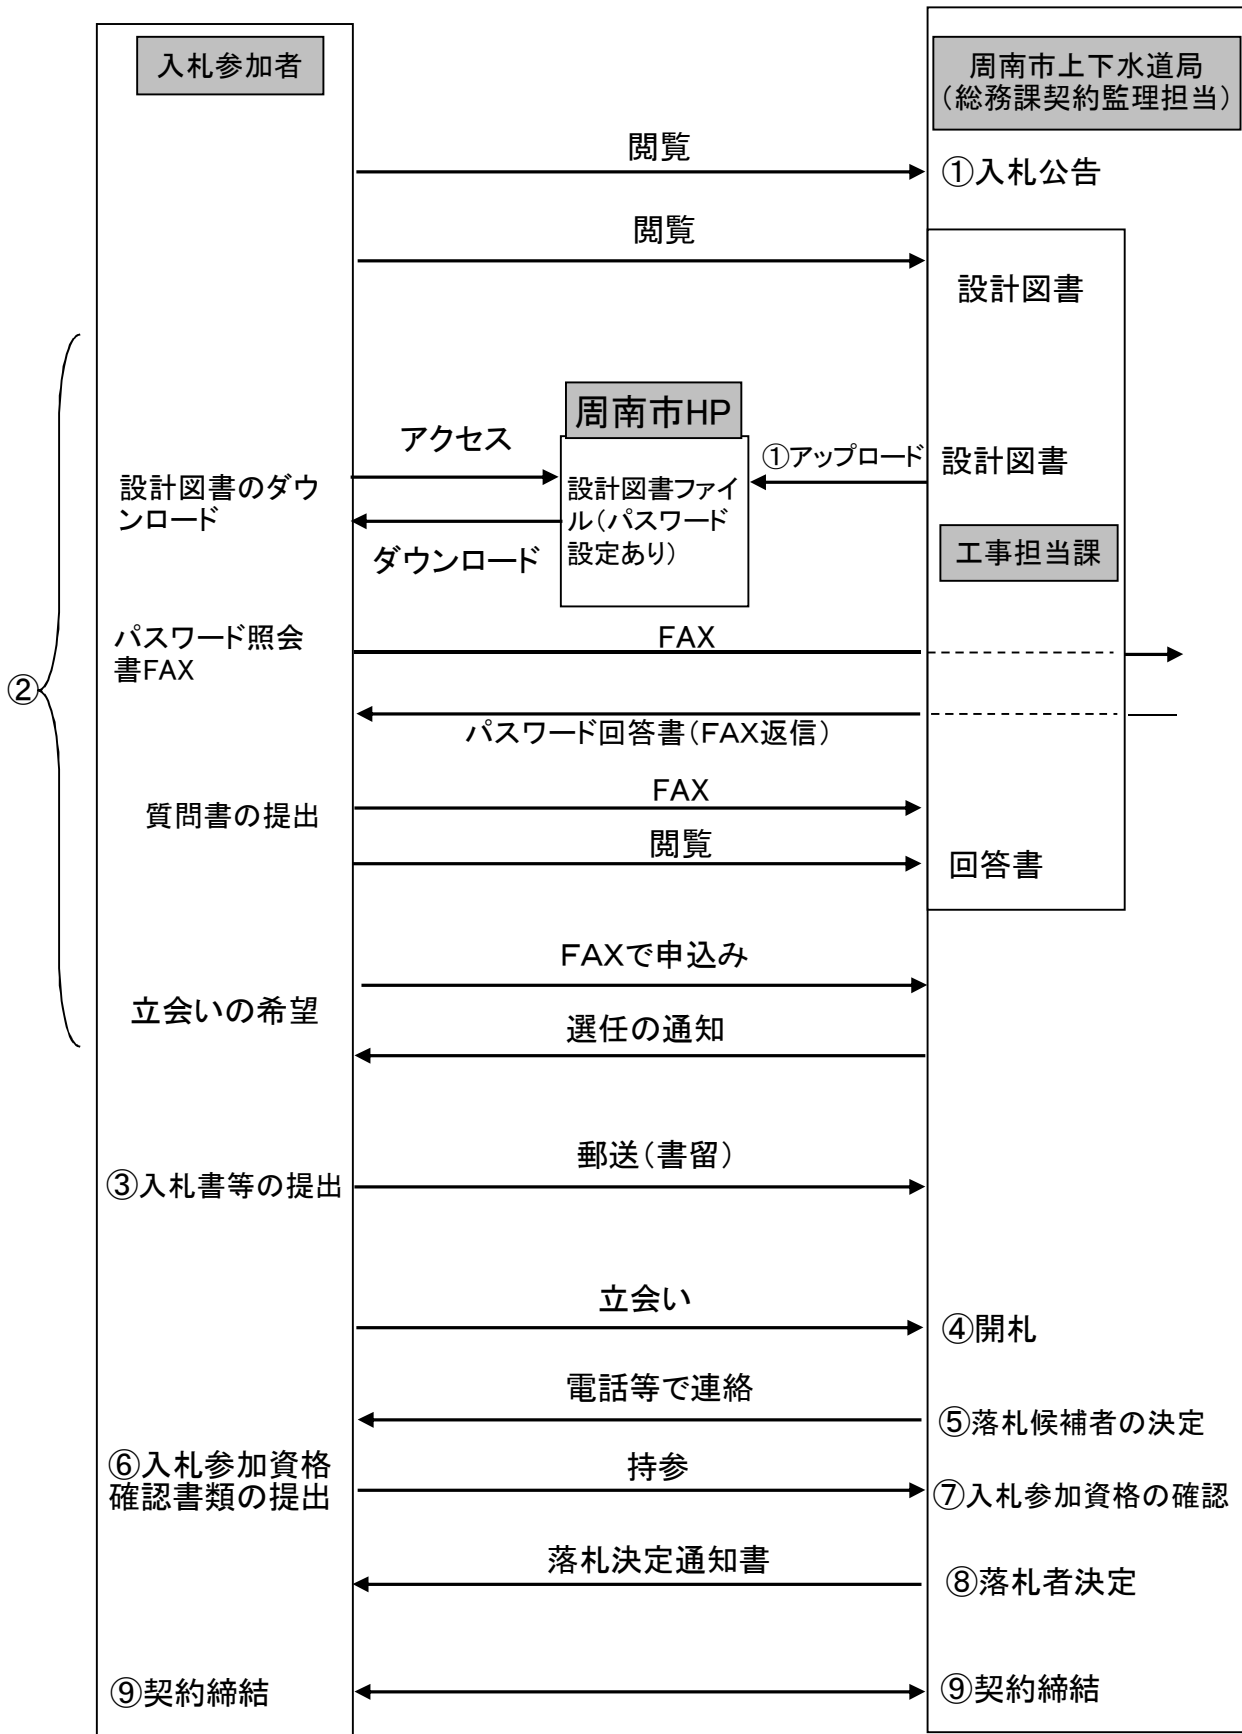 入札参加者
周南市上下水道局
(総務課契約監理担当)
閲覧
①入札公告
閲覧
設計図書
周南市HP
アクセス
①アップロード
設計図書
設計図書のダウ
ンロード
設計図書ファイ
ル(パスワード
設定あり)
ダウンロード
工事担当課
パスワード照会
書FAX
FAX
②
パスワード回答書(FAX返信)
質問書の提出
FAX
閲覧
回答書
FAXで申込み
立会いの希望
選任の通知
郵送(書留)
③入札書等の提出
立会い
④開札
電話等で連絡
⑤落札候補者の決定
⑥入札参加資格
確認書類の提出
持参
⑦入札参加資格の確認
落札決定通知書
⑧落札者決定
⑨契約締結
⑨契約締結